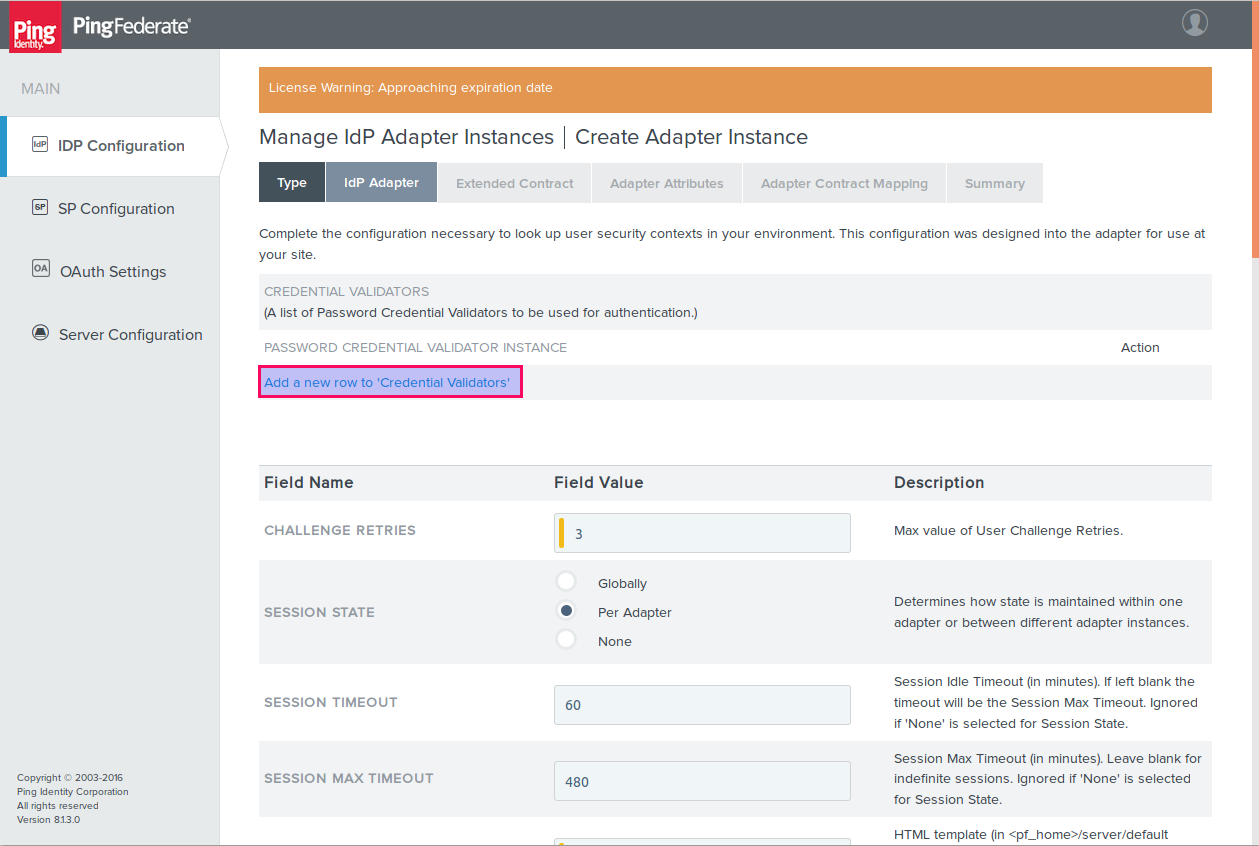 Ping
Identity.
PingFederate®
MAIN
IdP IDP Configuration
SP SP Configuration
OA OAuth Settings
Server Configuration
Copyright © 2003-2016
Ping Identity Corporation
All rights reserved
Version 8.1.3.0
License Warning: Approaching expiration date
Manage IdP Adapter Instances | Create Adapter Instance
Type IdP Adapter Extended Contract Adapter Attributes Adapter Contract Mapping Summary
Complete the configuration necessary to look up user security contexts in your environment. This configuration was designed into the adapter for use at
your site.
CREDENTIAL VALIDATORS
(A list of Password Credential Validators to be used for authentication.)
PASSWORD CREDENTIAL VALIDATOR INSTANCE Action
Add a new row to 'Credential Validators'
Field Name Field Value Description
CHALLENGE RETRIES 3 Max value of User Challenge Retries.
SESSION STATE
Globally
Per Adapter
None
Determines how state is maintained within one
adapter or between different adapter instances.
SESSION TIMEOUT 60
Session Idle Timeout (in minutes). If left blank the
timeout will be the Session Max Timeout. Ignored
if 'None' is selected for Session State.
SESSION MAX TIMEOUT 480
Session Max Timeout (in minutes). Leave blank for
indefinite sessions. Ignored if 'None' is selected
for Session State.
HTML template (in <pf_home>/server/default